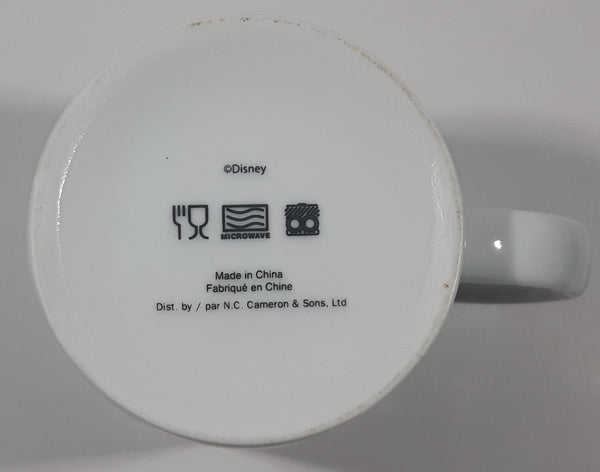 ©Disney
MICROWAVE
Made in China
Fabriqué en Chine
Dist. by / par N.C. Cameron & Sons, Ltd